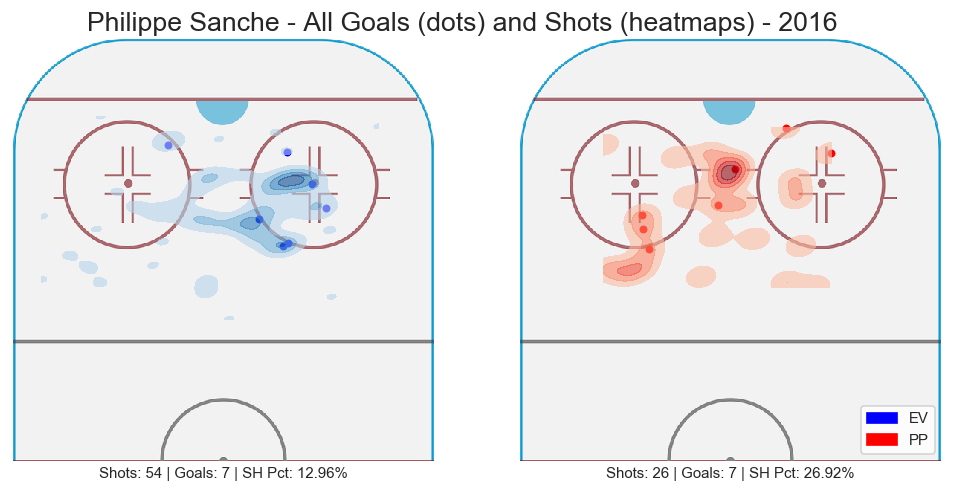 Philippe Sanche - All Goals (dots) and Shots (heatmaps) - 2016
EV
PP
Shots: 54 | Goals: 7 | SH Pct: 12.96%
Shots: 26 | Goals: 7 | SH Pct: 26.92%